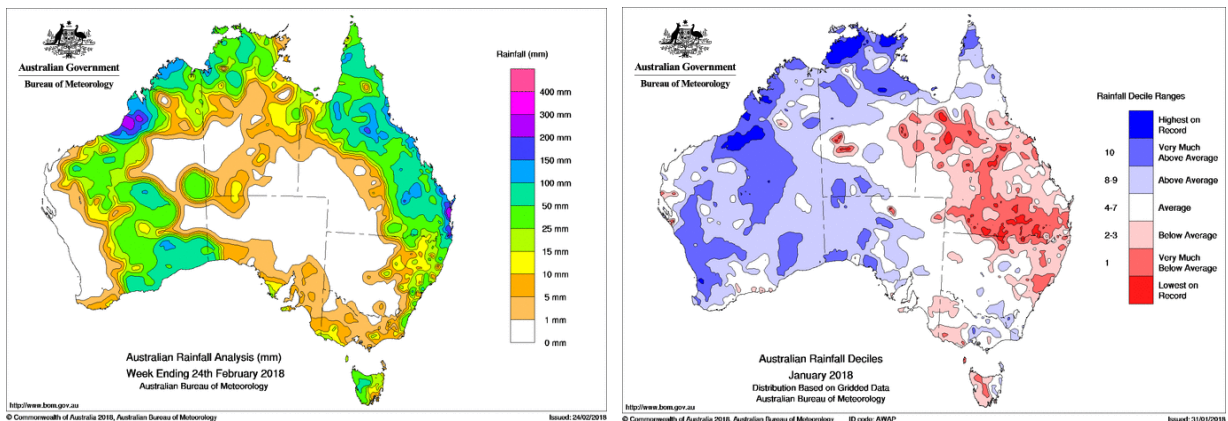 Australian Government
Bureau of Meteorology
Rainfall (mm)
400 mm
300 mm
200 mm
150 mm
100 mm
50 mm
25 mm
15 mm
10 mm
5 mm
1 mm
0 mm
Australian Rainfall Analysis (mm)
Week Ending 24th February 2018
Australian Bureau of Meteorology
http://www.bom.gov.au
© Commonwealth of Australia 2018, Australian Bureau of Meteorology
Issued: 24/02/2018
Australian Government
Bureau of Meteorology
Rainfall Decile Ranges
Highest on
Record
10
Very Much
Above Average
8-9
Above Average
4-7
Average
2-3
Below Average
1
Very Much
Below Average
Lowest on
Record
Australian Rainfall Deciles
January 2018
Distribution Based on Gridded Data
Australian Bureau of Meteorology
http://www.bom.gov.au
© Commonwealth of Australia 2018, Australian Bureau of Meteorology
ID code: AWAP
Issued: 31/01/2018